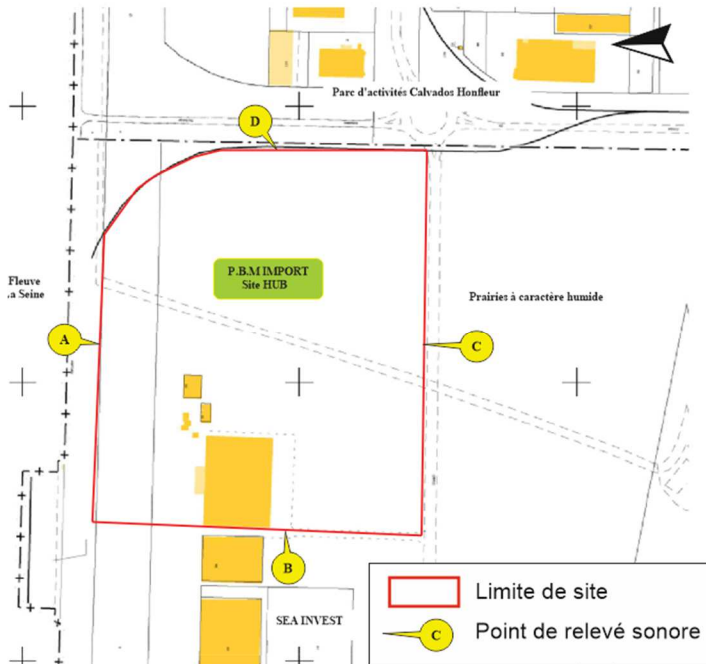 Parc d'activités Calvados Honfleur
D
P.B.M IMPORT
Site HUB
Fleuve
La Seine
Prairies à caractère humide
A
C
B
SEA INVEST
Limite de site
C
Point de relevé sonore